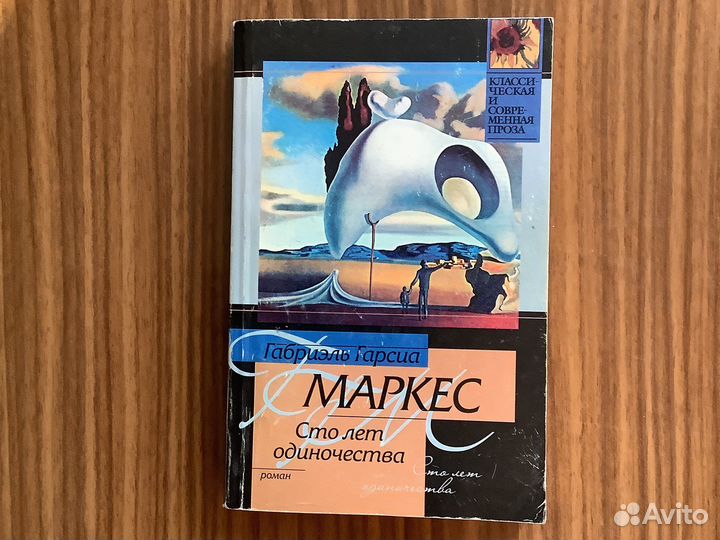 КЛАССИ-
ЧЕСКАЯ
И
СОВРЕ-
МЕННАЯ
ПРОЗА
Габриэль Гарсиа
МАРКЕС
Сто лет
одиночества
роман
Сто лет
одиночества
Avito